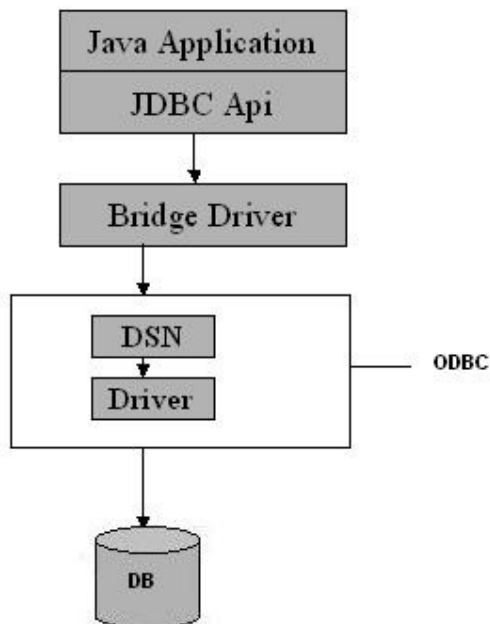 Java Application
JDBC Api
Bridge Driver
DSN
Driver
ODBC
DB